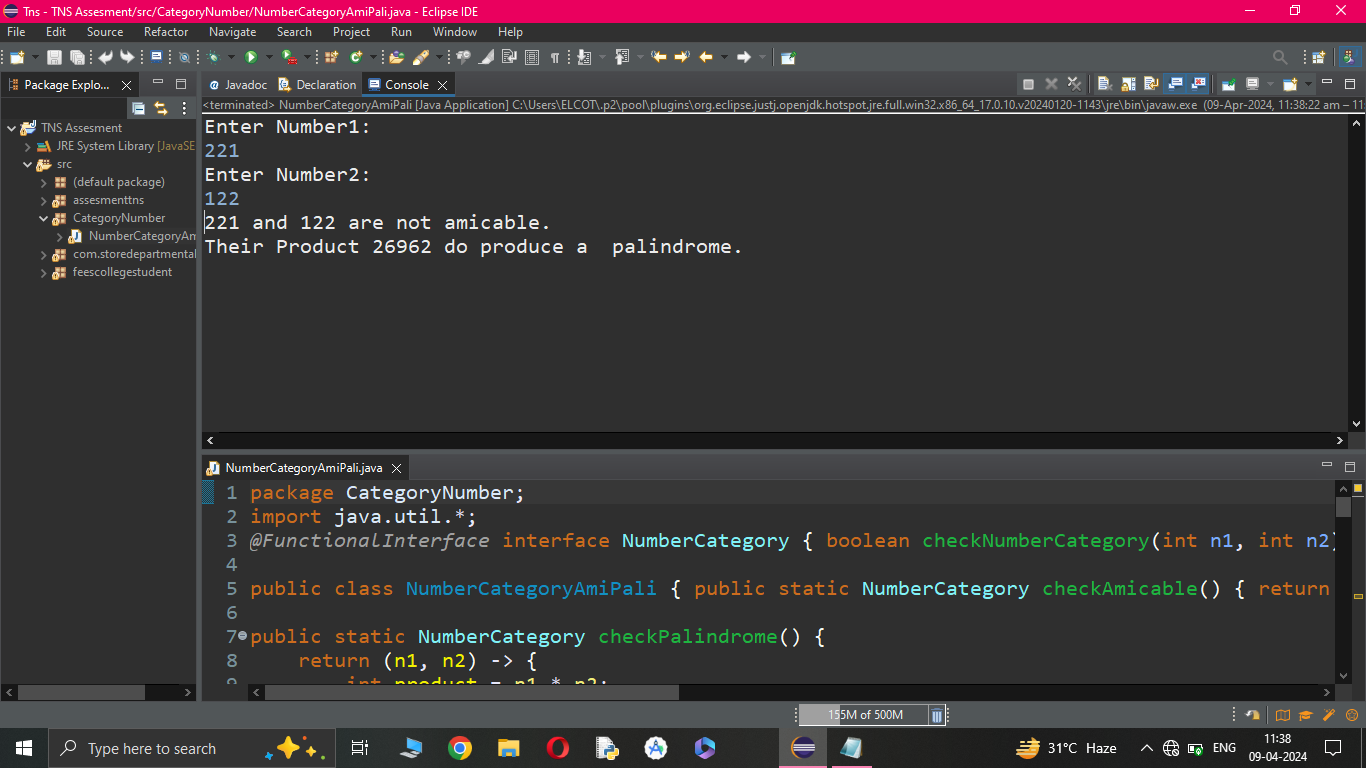 Tns - TNS Assesment/src/CategoryNumber/NumberCategoryAmiPali.java - Eclipse IDE
File Edit Source Refactor Navigate Search Project Run Window Help
Package Explo...
Javadoc Declaration Console
<terminated> NumberCategoryAmiPali [Java Application] C:\Users\ELCOT\.p2\pool\plugins\org.eclipse.justj.openjdk.hotspot.jre.full.win32.x86_64_17.0.10.v20240120-1143\jre\bin\javaw.exe (09-Apr-2024, 11:38:22 am – 11:
TNS Assesment
JRE System Library [JavaSE
src
(default package)
assesmenttns
CategoryNumber
NumberCategoryAm
com.storedepartmental
feescollegestudent
Enter Number1:
221
Enter Number2:
122
221 and 122 are not amicable.
Their Product 26962 do produce a  palindrome.
NumberCategoryAmiPali.java
1 package CategoryNumber;
2 import java.util.*;
3 @FunctionalInterface interface NumberCategory { boolean checkNumberCategory(int n1, int n2)
4
5 public class NumberCategoryAmiPali { public static NumberCategory checkAmicable() { return
6
7 public static NumberCategory checkPalindrome() {
8 return (n1, n2) -> {
9 int product = n1 * n2;
155M of 500M
Type here to search
31°C Haze
ENG
11:38
09-04-2024